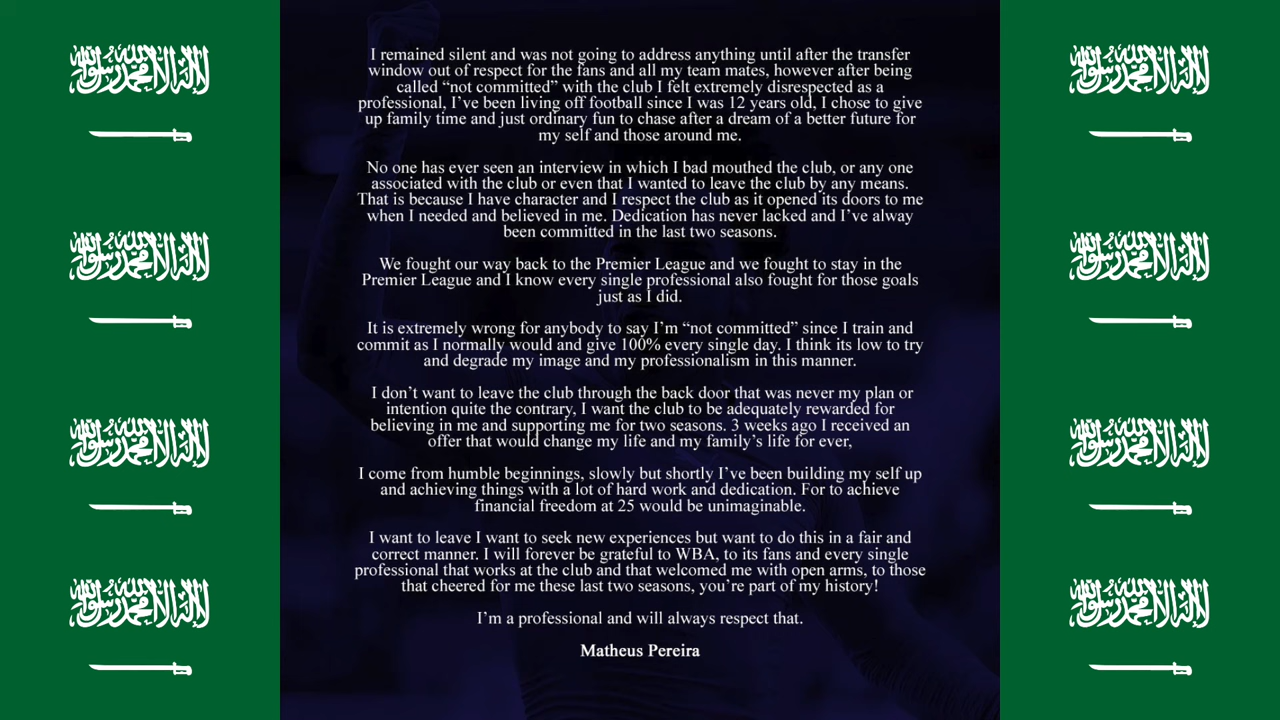 لا إله إلا الله محمد رسول الله
لا إله إلا الله محمد رسول الله
لا إله إلا الله محمد رسول الله
لا إله إلا الله محمد رسول الله
I remained silent and was not going to address anything until after the transfer
window out of respect for the fans and all my team mates, however after being
called “not committed” with the club I felt extremely disrespected as a
professional, I’ve been living off football since I was 12 years old, I chose to give
up family time and just ordinary fun to chase after a dream of a better future for
my self and those around me.
No one has ever seen an interview in which I bad mouthed the club, or any one
associated with the club or even that I wanted to leave the club by any means.
That is because I have character and I respect the club as it opened its doors to me
when I needed and believed in me. Dedication has never lacked and I’ve alway
been committed in the last two seasons.
We fought our way back to the Premier League and we fought to stay in the
Premier League and I know every single professional also fought for those goals
just as I did.
It is extremely wrong for anybody to say I’m “not committed” since I train and
commit as I normally would and give 100% every single day. I think its low to try
and degrade my image and my professionalism in this manner.
I don’t want to leave the club through the back door that was never my plan or
intention quite the contrary, I want the club to be adequately rewarded for
believing in me and supporting me for two seasons. 3 weeks ago I received an
offer that would change my life and my family’s life for ever,
I come from humble beginnings, slowly but shortly I’ve been building my self up
and achieving things with a lot of hard work and dedication. For to achieve
financial freedom at 25 would be unimaginable.
I want to leave I want to seek new experiences but want to do this in a fair and
correct manner. I will forever be grateful to WBA, to its fans and every single
professional that works at the club and that welcomed me with open arms, to those
that cheered for me these last two seasons, you’re part of my history!
I’m a professional and will always respect that.
Matheus Pereira
لا إله إلا الله محمد رسول الله
لا إله إلا الله محمد رسول الله
لا إله إلا الله محمد رسول الله
لا إله إلا الله محمد رسول الله